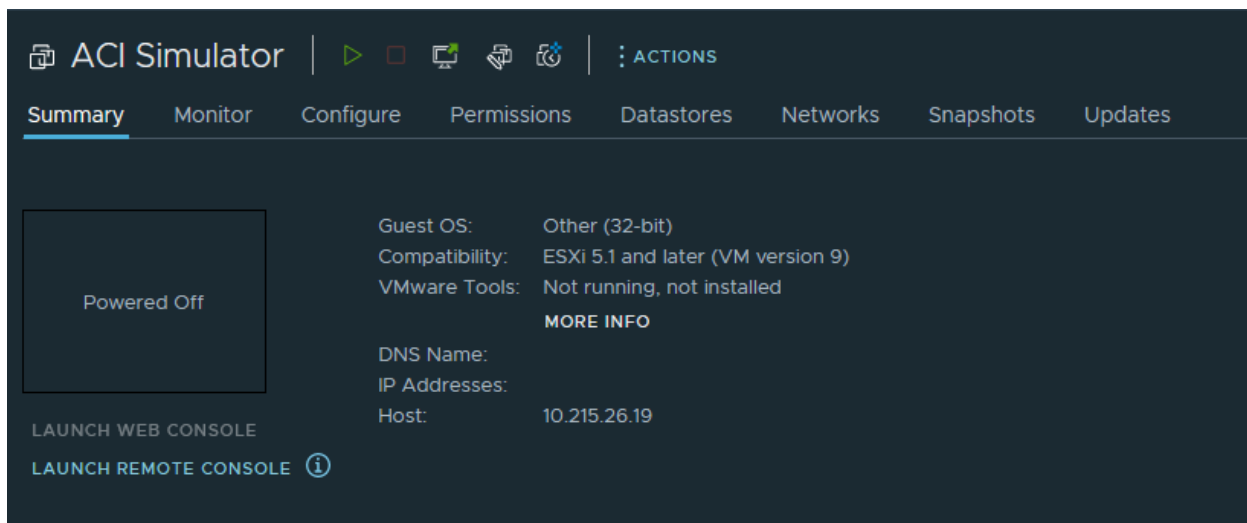 ACI Simulator ACTIONS
Summary Monitor Configure Permissions Datastores Networks Snapshots Updates
Powered Off
Guest OS: Other (32-bit)
Compatibility: ESXi 5.1 and later (VM version 9)
VMware Tools: Not running, not installed
MORE INFO
DNS Name:
IP Addresses:
Host: 10.215.26.19
LAUNCH WEB CONSOLE
LAUNCH REMOTE CONSOLE